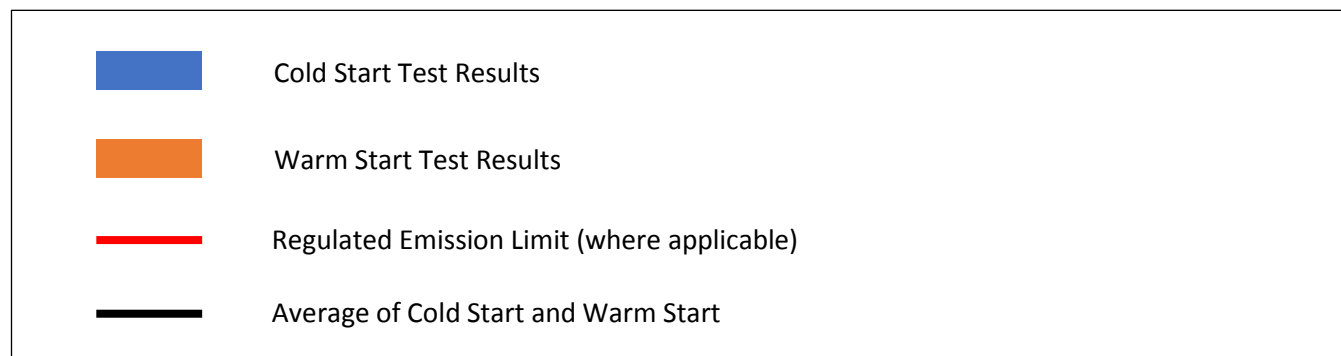 Cold Start Test Results
Warm Start Test Results
Regulated Emission Limit (where applicable)
Average of Cold Start and Warm Start